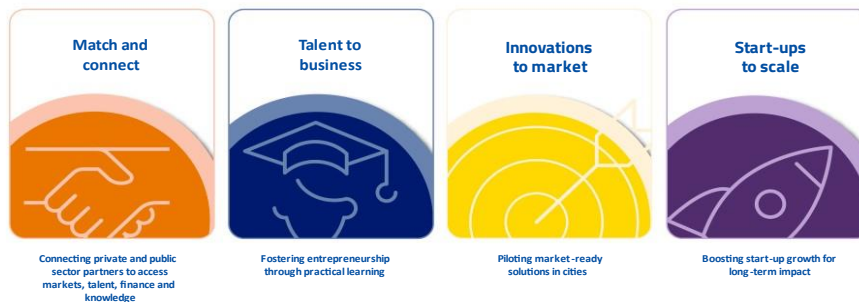 Match and
connect
Talent to
business
Innovations
to market
Start-ups
to scale
Connecting private and public
sector partners to access
markets, talent, finance and
knowledge
Fostering entrepreneurship
through practical learning
Piloting market-ready
solutions in cities
Boosting start-up growth for
long-term impact